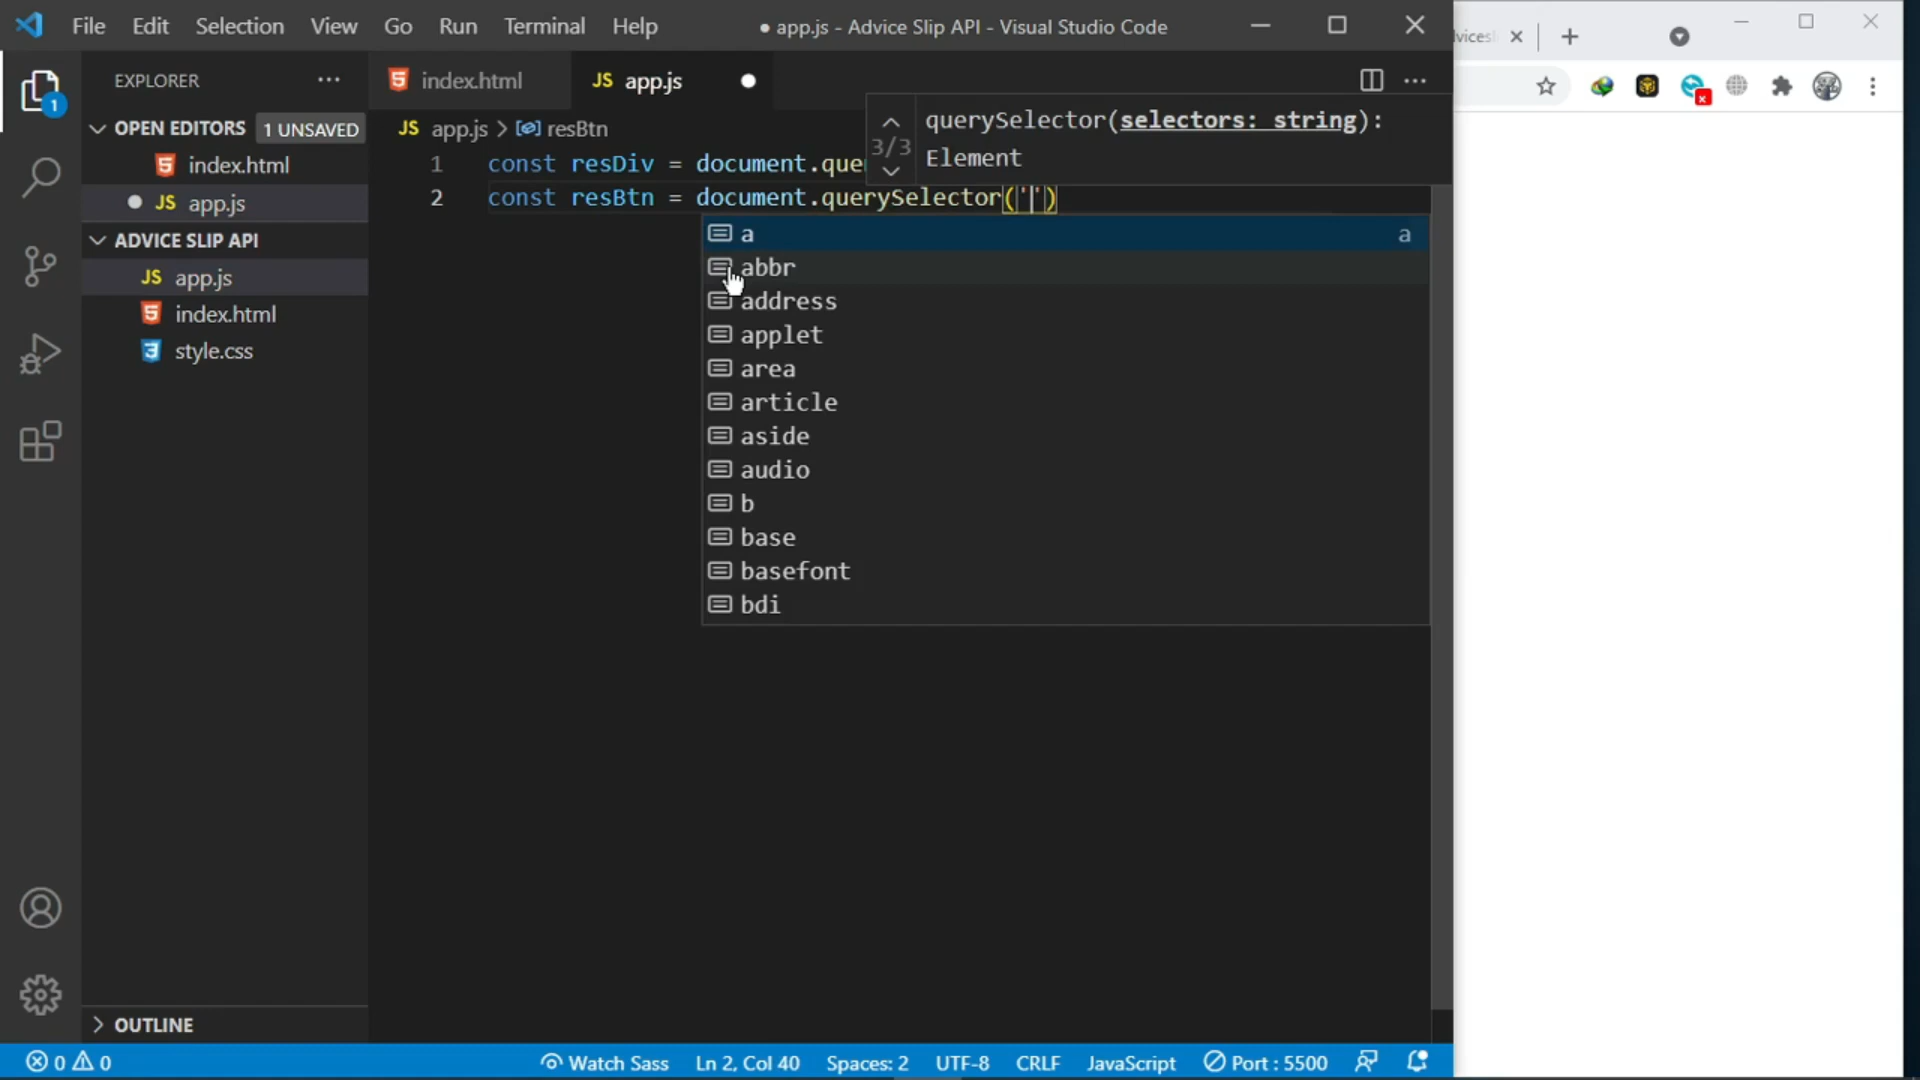 File Edit Selection View Go Run Terminal Help
● app.js - Advice Slip API - Visual Studio Code
EXPLORER
OPEN EDITORS 1 UNSAVED
index.html
● JS app.js
ADVICE SLIP API
JS app.js
index.html
style.css
OUTLINE
index.html
JS app.js ●
JS app.js > resBtn
1 const resDiv = document.que
2 const resBtn = document.querySelector('')
3/3
querySelector(selectors: string):
Element
a a
abbr
address
applet
area
article
aside
audio
b
base
basefont
bdi
1
0 0
Watch Sass
Ln 2, Col 40
Spaces: 2
UTF-8
CRLF
JavaScript
Port : 5500